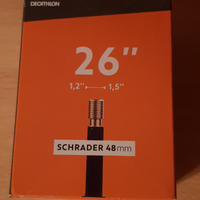 DECATHLON
26"
1,2" 1,5"
SCHRADER 48mm